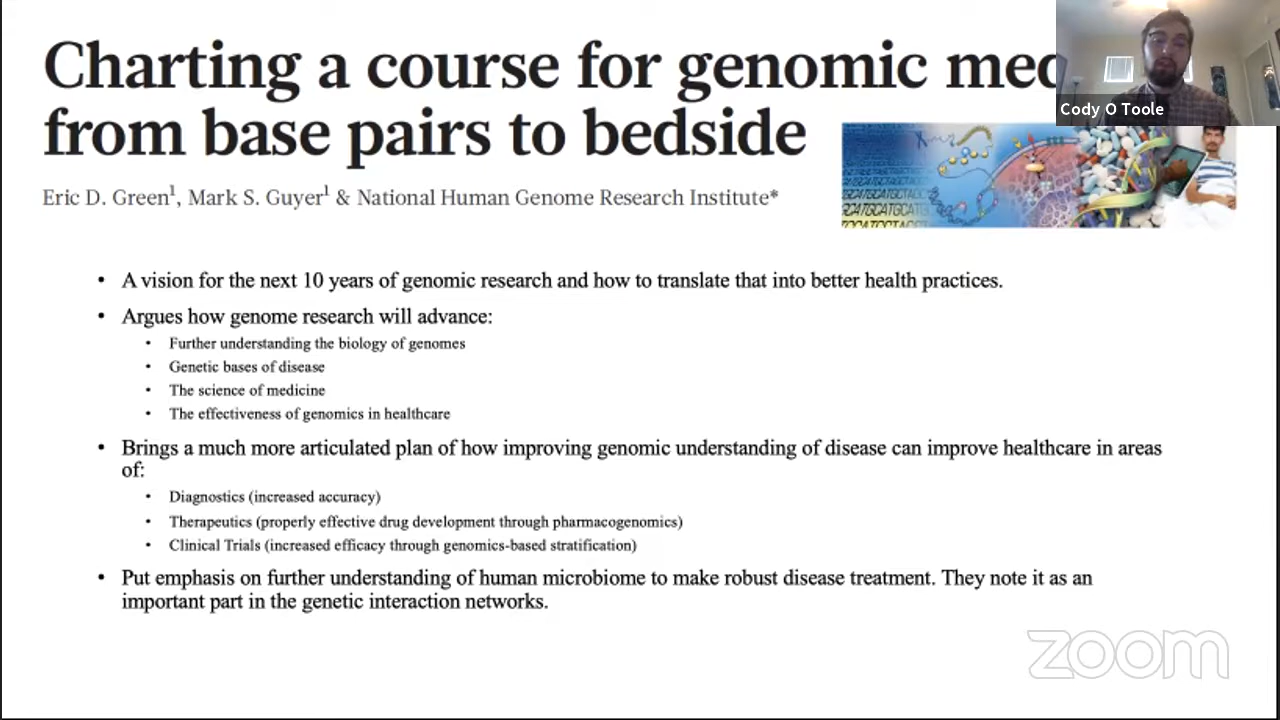 Charting a course for genomic med
from base pairs to bedside
Cody O Toole
Eric D. Green¹, Mark S. Guyer¹ & National Human Genome Research Institute*
• A vision for the next 10 years of genomic research and how to translate that into better health practices.
• Argues how genome research will advance:
• Further understanding the biology of genomes
• Genetic bases of disease
• The science of medicine
• The effectiveness of genomics in healthcare
• Brings a much more articulated plan of how improving genomic understanding of disease can improve healthcare in areas
of:
• Diagnostics (increased accuracy)
• Therapeutics (properly effective drug development through pharmacogenomics)
• Clinical Trials (increased efficacy through genomics-based stratification)
• Put emphasis on further understanding of human microbiome to make robust disease treatment. They note it as an
important part in the genetic interaction networks.
zoom